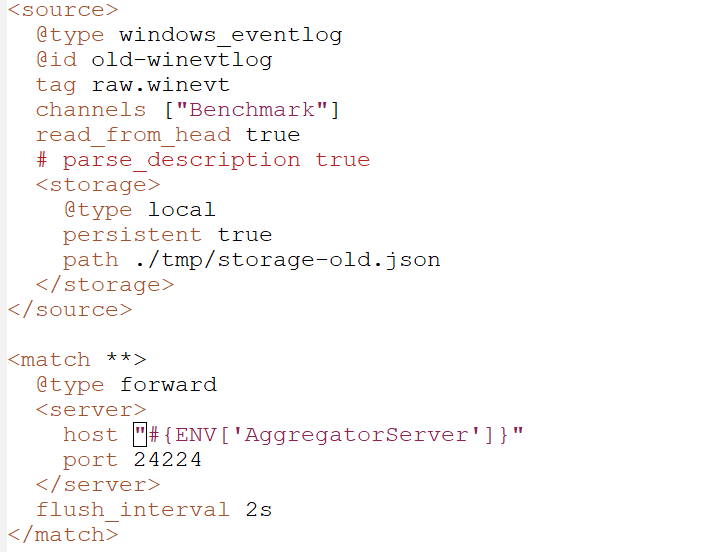 <source>
  @type windows_eventlog
  @id old-winevtlog
  tag raw.winevt
  channels ["Benchmark"]
  read_from_head true
  # parse_description true
  <storage>
    @type local
    persistent true
    path ./tmp/storage-old.json
  </storage>
</source>

<match **>
  @type forward
  <server>
    host "#{ENV['AggregatorServer']}"
    port 24224
  </server>
  flush_interval 2s
</match>